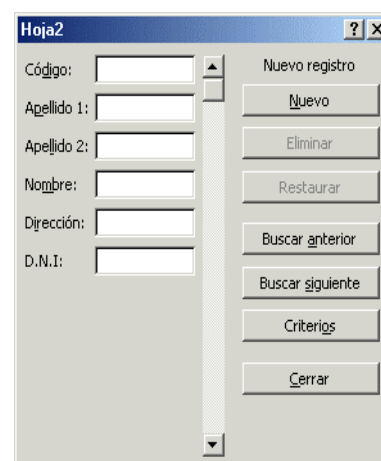 Hoja2
Código:
Apellido 1:
Apellido 2:
Nombre:
Dirección:
D.N.I:
Nuevo registro
Nuevo
Eliminar
Restaurar
Buscar anterior
Buscar siguiente
Criterios
Cerrar